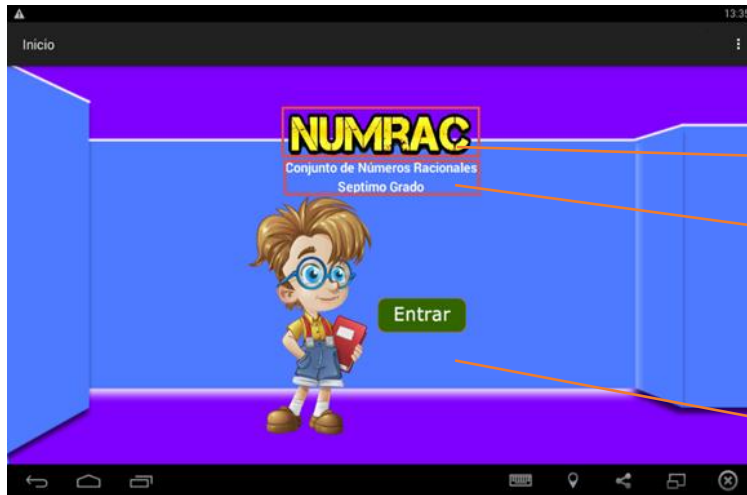 13:35
Inicio
NUMRAC
Conjunto de Números Racionales
Septimo Grado
Entrar